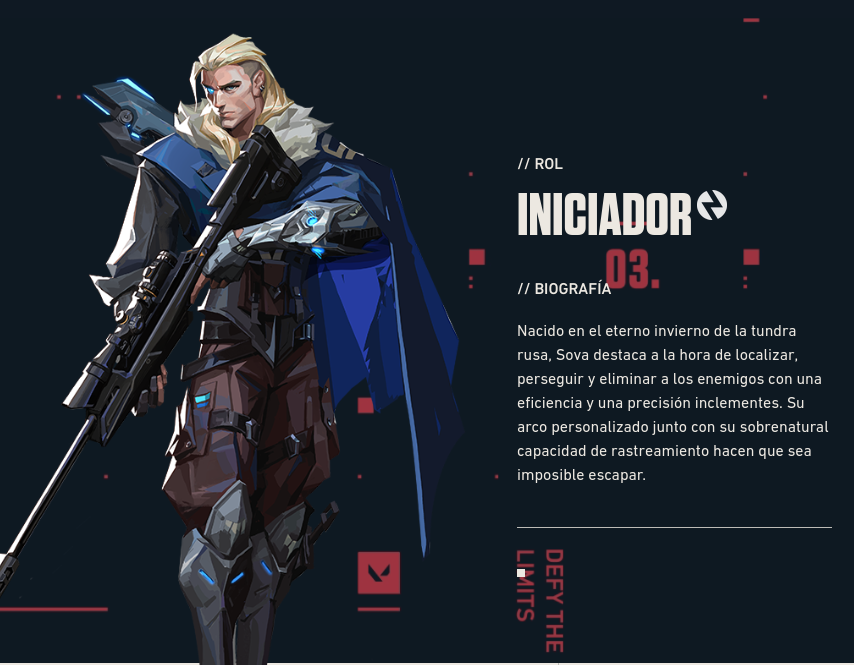 // ROL
INICIADOR
03.
// BIOGRAFÍA
Nacido en el eterno invierno de la tundra
rusa, Sova destaca a la hora de localizar,
perseguir y eliminar a los enemigos con una
eficiencia y una precisión inclementes. Su
arco personalizado junto con su sobrenatural
capacidad de rastreamiento hacen que sea
imposible escapar.
DEFY THE
LIMITS